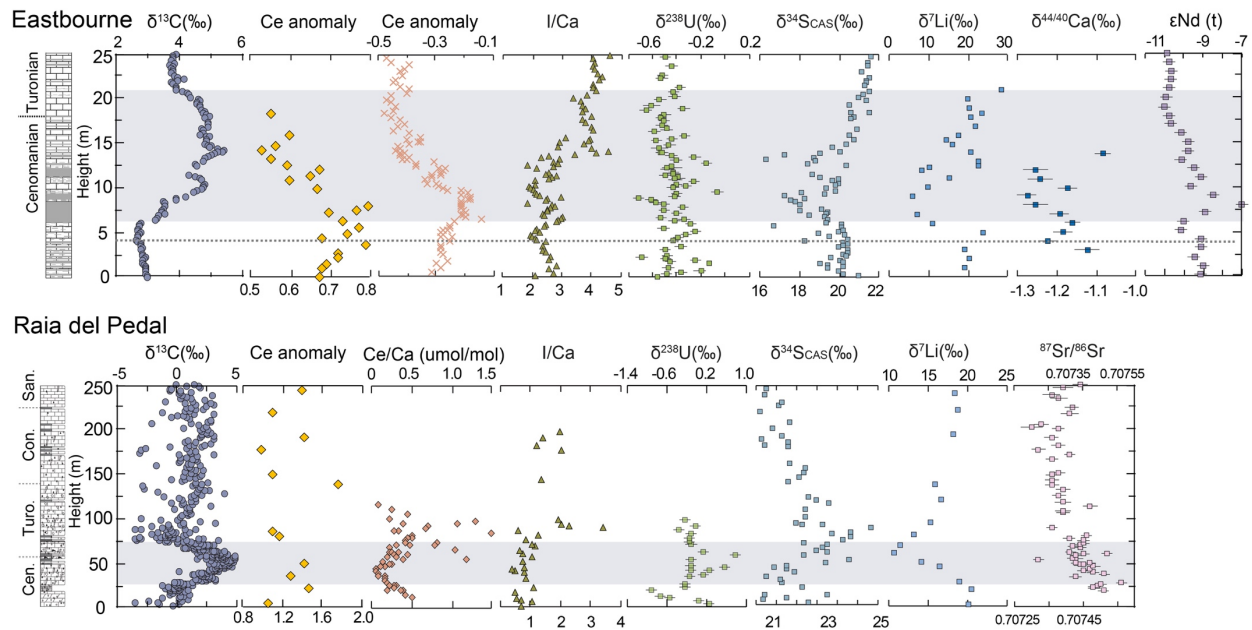 Eastbourne
δ¹³C(‰) Ce anomaly Ce anomaly I/Ca δ²³⁸U(‰) δ³⁴SCAS(‰) δ⁷Li(‰) δ⁴⁴/⁴⁰Ca(‰) εNd (t)
2 4 6 -0.5 -0.3 -0.1 -0.6 -0.2 0.2 0 10 20 30 -11 -9 -7
25
20
15
10
5
0
Height (m)
Turonian
Cenomanian
0.5 0.6 0.7 0.8 1 2 3 4 5 16 18 20 22 -1.3 -1.2 -1.1 -1.0
Raia del Pedal
δ¹³C(‰) Ce anomaly Ce/Ca (umol/mol) I/Ca δ²³⁸U(‰) δ³⁴SCAS(‰) δ⁷Li(‰) ⁸⁷Sr/⁸⁶Sr
-5 0 5 0 0.5 1.0 1.5 -1.4 -0.6 0.2 1.0 10 15 20 25 0.70735 0.70755
250
200
150
100
50
0
Height (m)
San.
Con.
Turo.
Cen.
0.8 1.2 1.6 2.0 1 2 3 4 21 23 25 0.70725 0.70745